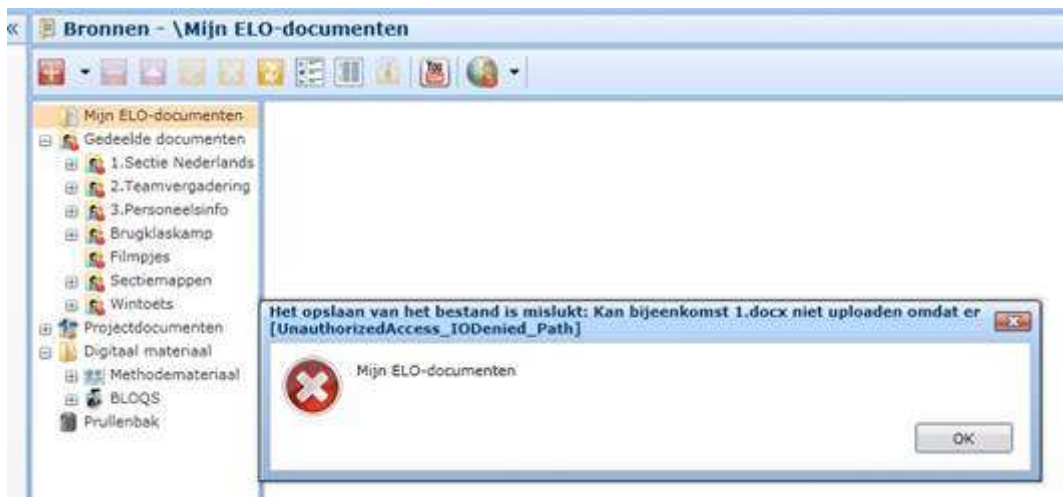 «
Bronnen - \Mijn ELO-documenten
You
Mijn ELO-documenten
Gedeelde documenten
1.Sectie Nederlands
2.Teamvergadering
3.Personeelsinfo
Brugklaskamp
Filmpjes
Sectiemappen
Wintoets
Projectdocumenten
Digitaal materiaal
Methodemateriaal
BLOQS
Prullenbak
Het opslaan van het bestand is mislukt: Kan bijeenkomst 1.docx niet uploaden omdat er
[UnauthorizedAccess_IODenied_Path]
Mijn ELO-documenten
OK